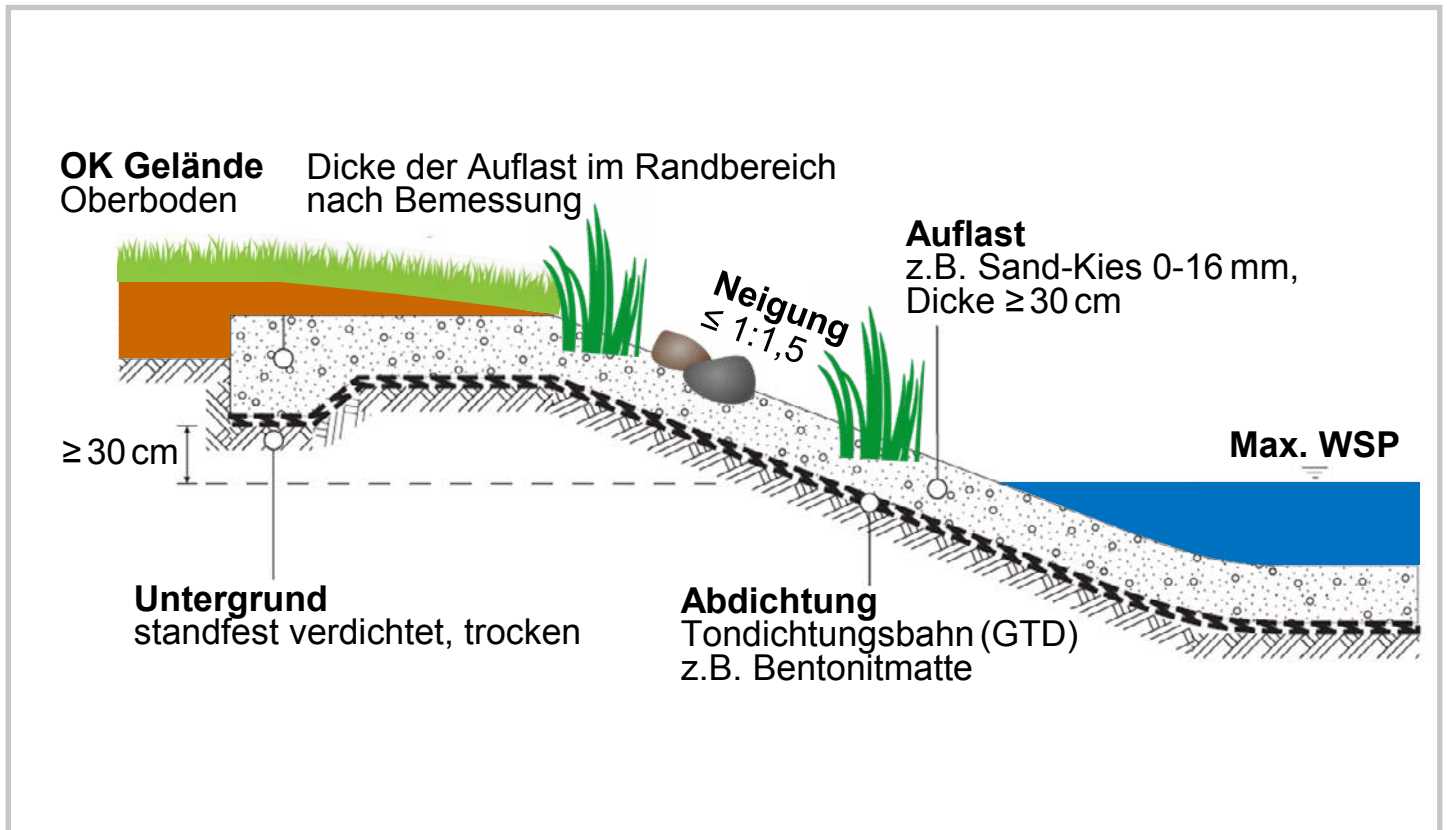 OK Gelände
Oberboden
Dicke der Auflast im Randbereich
nach Bemessung
Auflast
z.B. Sand-Kies 0-16 mm,
Dicke ≥ 30 cm
Neigung
≤ 1:1,5
≥ 30 cm
Max. WSP
Untergrund
standfest verdichtet, trocken
Abdichtung
Tondichtungsbahn (GTD)
z.B. Bentonitmatte